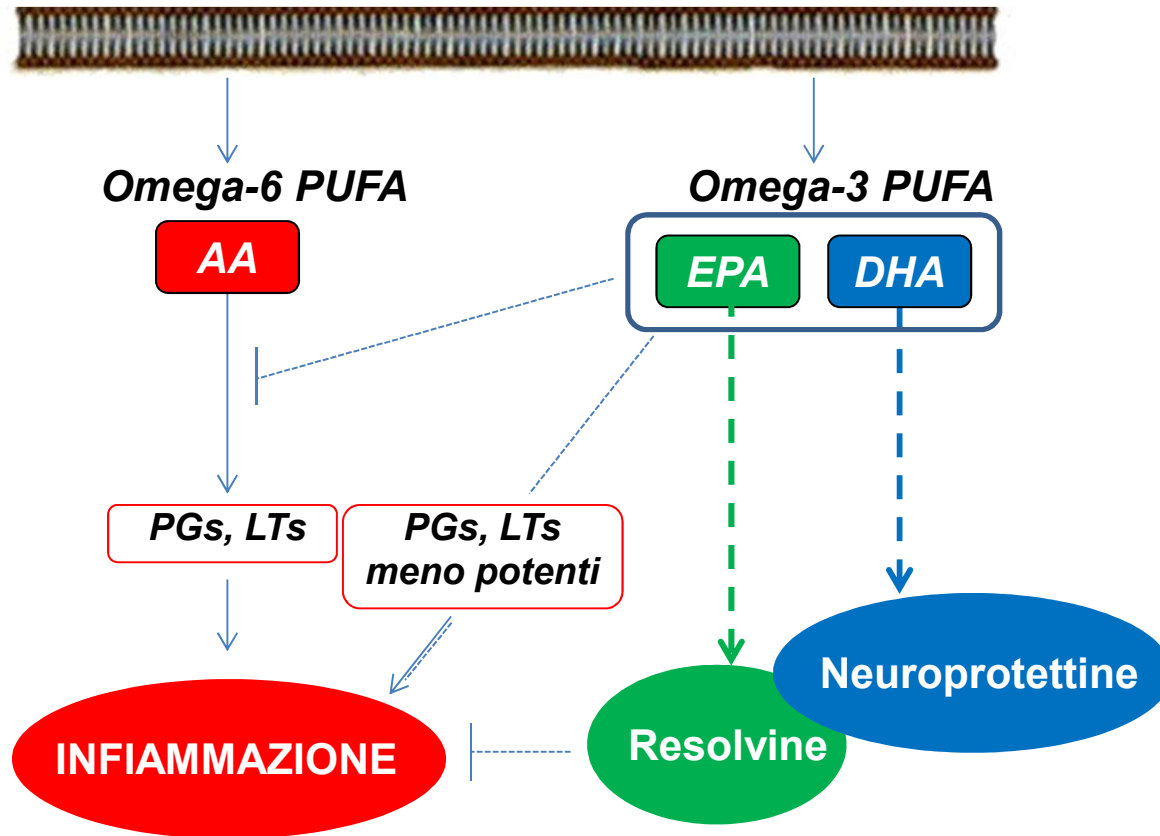 Omega-6 PUFA
Omega-3 PUFA
AA
EPA
DHA
PGs, LTs
PGs, LTs
meno potenti
Neuroprotettine
Resolvine
INFIAMMAZIONE